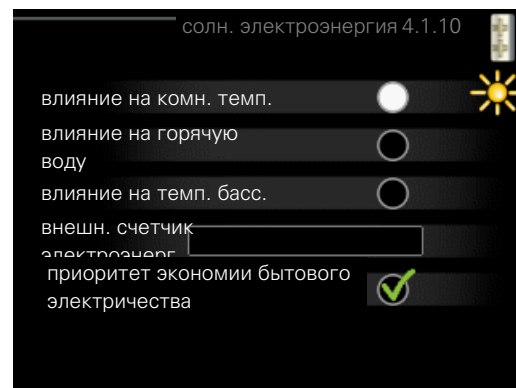 солн. электроэнергия 4.1.10
влияние на комн. темп.
влияние на горячую
воду
влияние на темп. басс.
внешн. счетчик
электроэнерг
приоритет экономии бытового
электричества